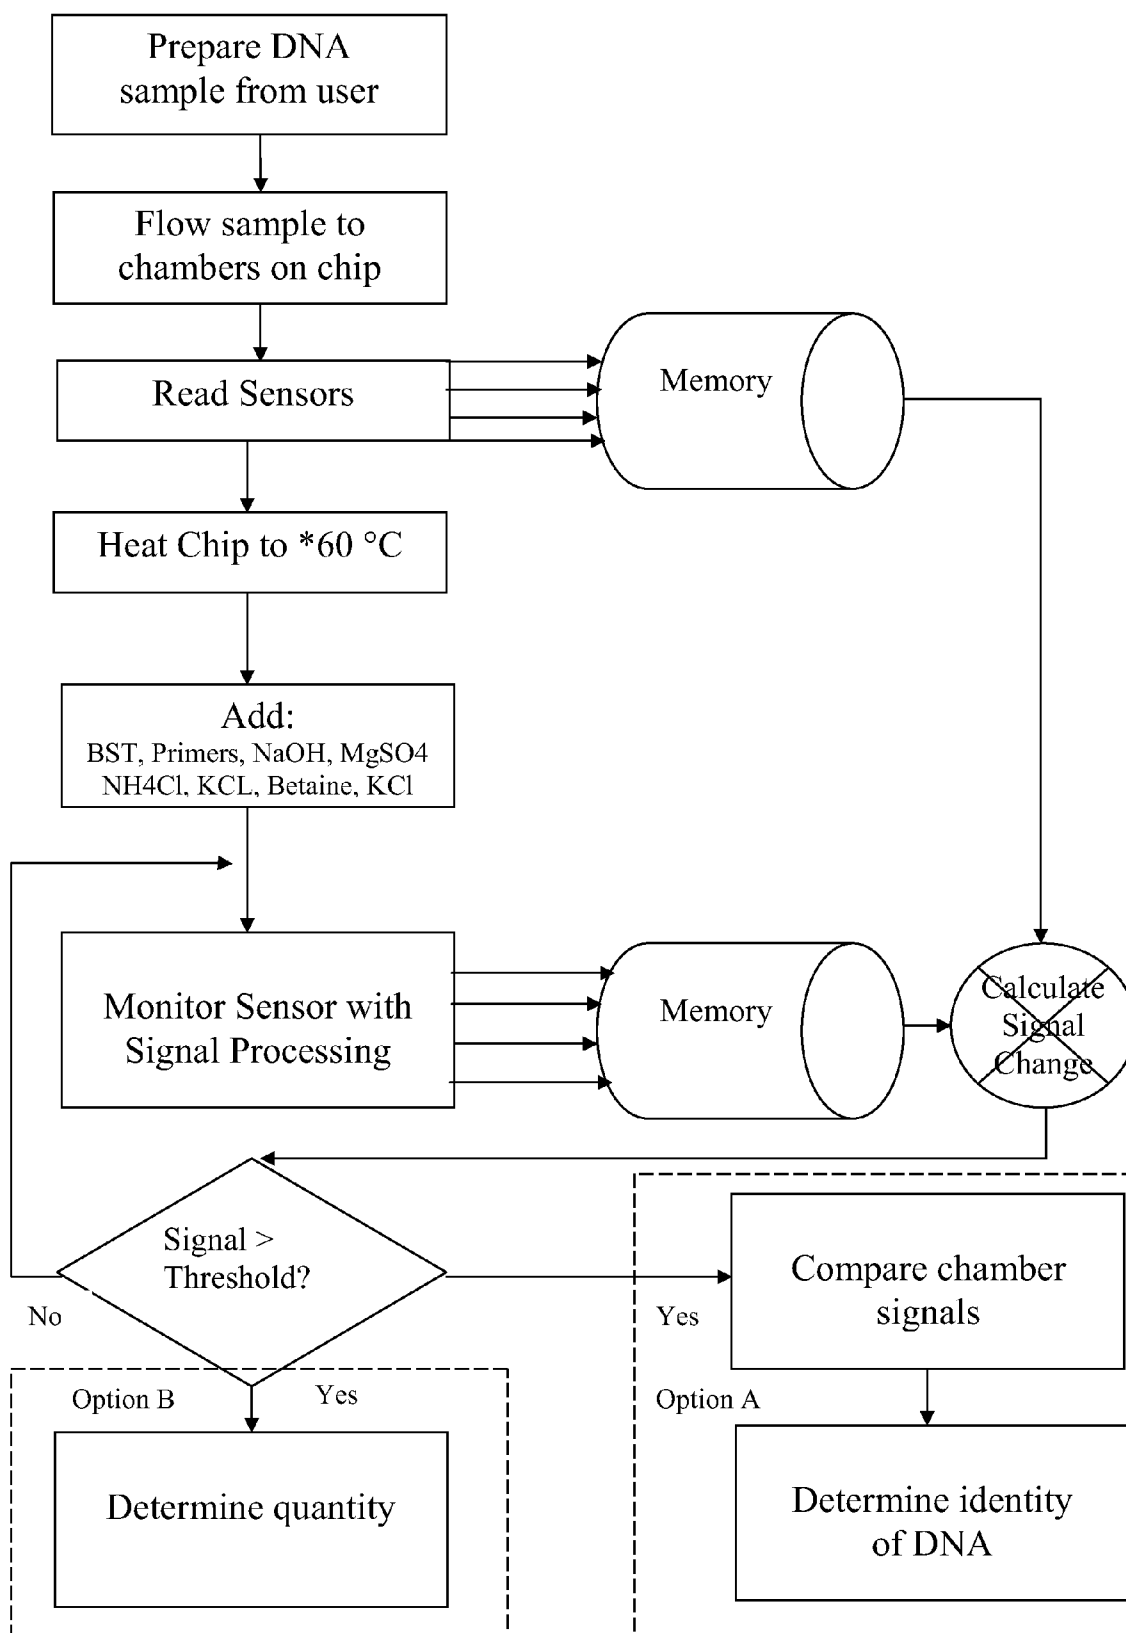 Prepare DNA
sample from user
Flow sample to
chambers on chip
Read Sensors
Memory
Heat Chip to *60 °C
Add:
BST, Primers, NaOH, MgSO4
NH4Cl, KCL, Betaine, KCl
Monitor Sensor with
Signal Processing
Memory
Calculate
Signal
Change
Signal >
Threshold?
No
Yes
Compare chamber
signals
Option B
Yes
Option A
Determine quantity
Determine identity
of DNA